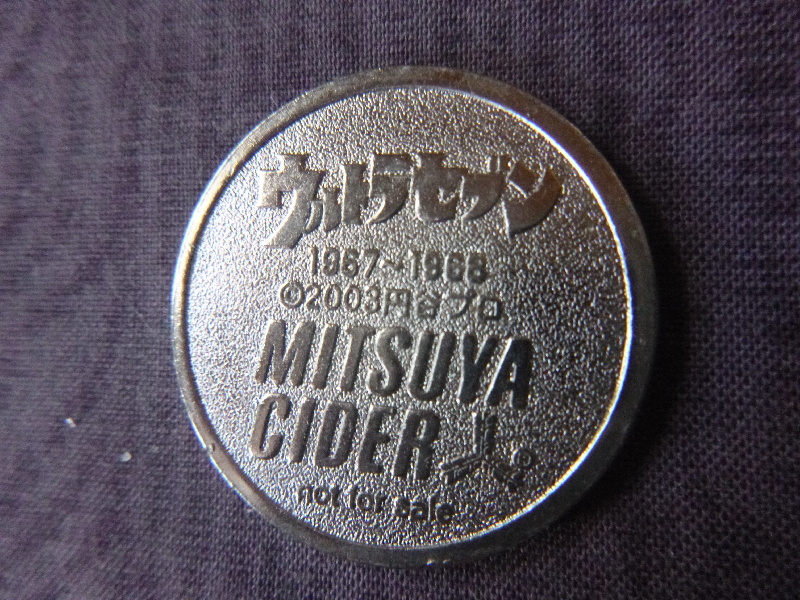 ウルトラセブン
1967~1968
©2003円谷プロ
MITSUYA
CIDER
not for sale